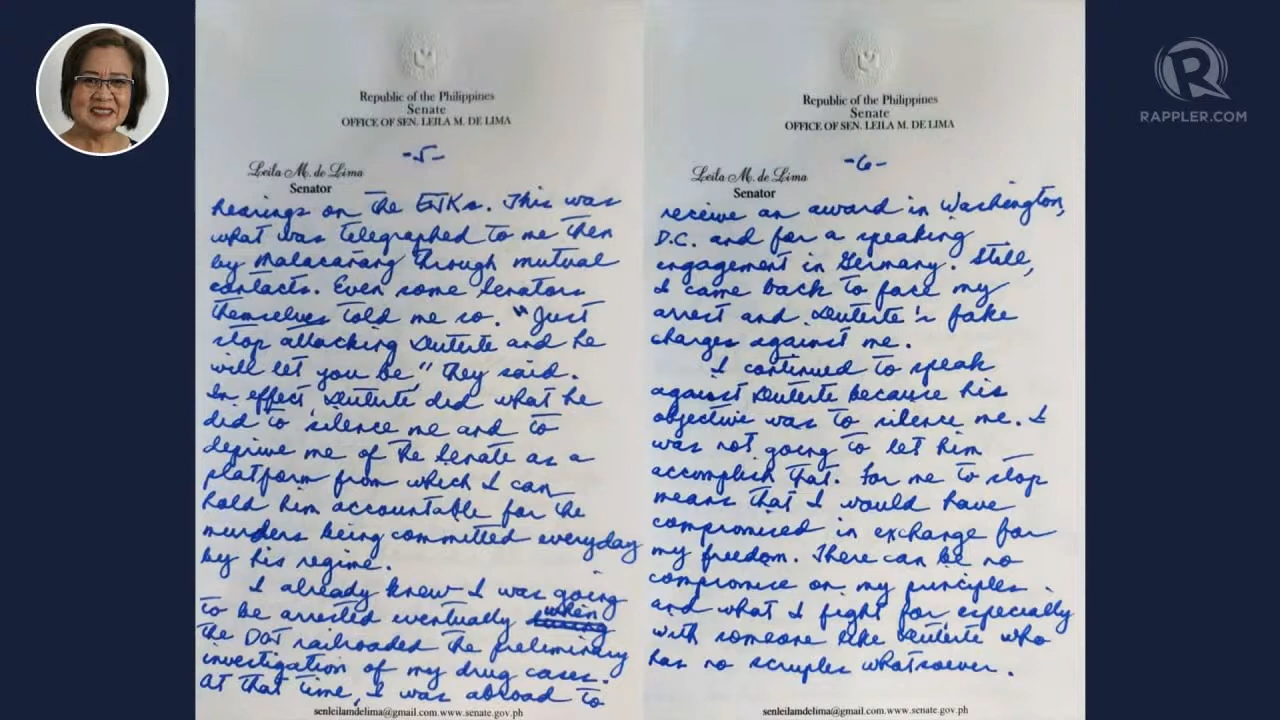 Republic of the Philippines
Senate
OFFICE OF SEN. LEILA M. DE LIMA
-5-
Leila M. de Lima
Senator
hearings on the EJKs. This was
what was telegraphed to me then
by Malacañang through mutual
contacts. Even some Senators
themselves told me so. "Just
stop attacking Duterte and he
will let you be," they said.
In effect, Duterte did what he
did to silence me and to
deprive me of the Senate as a
platform from which I can
hold him accountable for the
murders being committed everyday
by his regime.
I already knew I was going
to be arrested eventually when
the DOJ railroaded the preliminary
investigation of my drug cases.
At that time, I was abroad to
senleilamdelima@gmail.com.www.senate.gov.ph
Republic of the Philippines
Senate
OFFICE OF SEN. LEILA M. DE LIMA
-6-
Leila M. de Lima
Senator
receive an award in Washington,
D.C. and for a speaking
engagement in Germany. Still,
I came back to face my
arrest and Duterte's fake
charges against me.
I continued to speak
against Duterte because his
objective was to silence me. I
was not going to let him
accomplish that. For me to stop
means that I would have
compromised in exchange for
my freedom. There can be no
compromise on my principles
and what I fight for, especially
with someone like Duterte who
has no scruples whatsoever.
senleilamdelima@gmail.com.www.senate.gov.ph
R
RAPPLER.COM